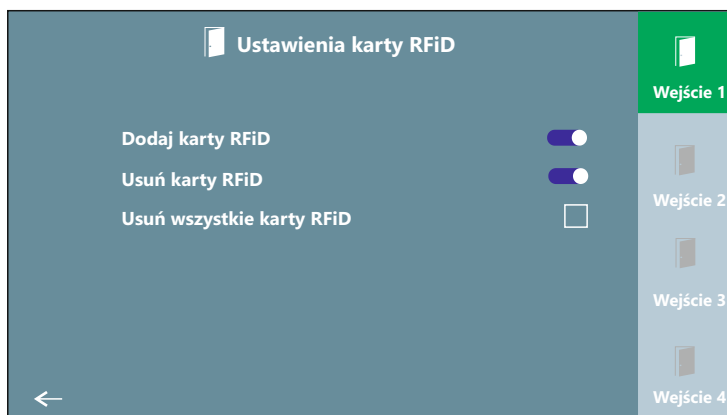 Ustawienia karty RFiD
Dodaj karty RFiD
Usuń karty RFiD
Usuń wszystkie karty RFiD
Wejście 1
Wejście 2
Wejście 3
Wejście 4